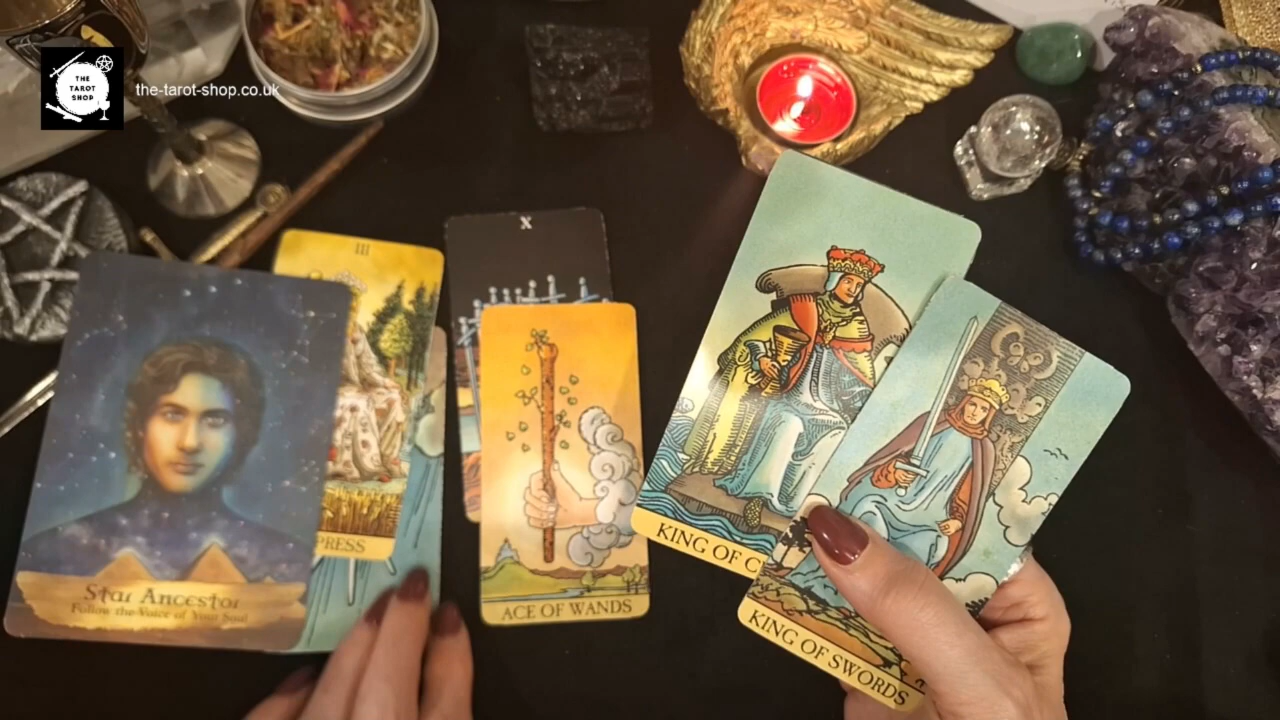 THE
TAROT
SHOP
the-tarot-shop.co.uk
III
X
PRESS
Star Ancestor
Follow the Voice of Your Soul
ACE OF WANDS
KING OF C
KING OF SWORDS